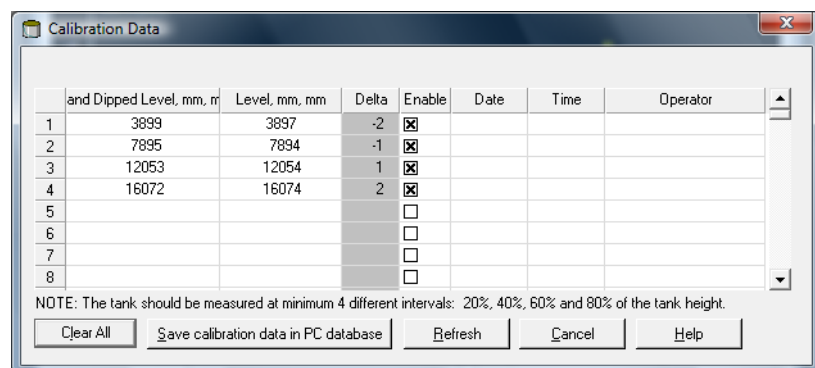 Calibration Data
and Dipped Level, mm, m Level, mm, mm Delta Enable Date Time Operator
1 3899 3897 -2
2 7895 7894 -1
3 12053 12054 1
4 16072 16074 2
5
6
7
8
NOTE: The tank should be measured at minimum 4 different intervals: 20%, 40%, 60% and 80% of the tank height.
Clear All Save calibration data in PC database Refresh Cancel Help